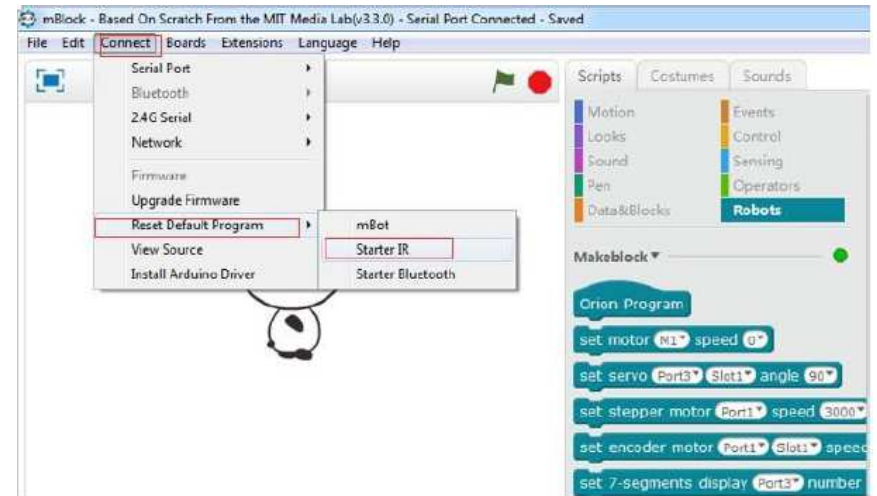 mBlock - Based On Scratch From the MIT Media Lab(v3.3.0) - Serial Port Connected - Saved
File Edit Connect Boards Extensions Language Help
Serial Port
Bluetooth
2.4G Serial
Network
Firmware
Upgrade Firmware
Reset Default Program
View Source
Install Arduino Driver
mBot
Starter IR
Starter Bluetooth
Scripts Costumes Sounds
Motion Events
Looks Control
Sound Sensing
Pen Operators
Data&Blocks Robots
Makeblock
Orion Program
set motor M1 speed 0
set servo Port3 Slot1 angle 90
set stepper motor Port1 speed 3000
set encoder motor Port1 Slot1 speed
set 7-segments display Port3 number